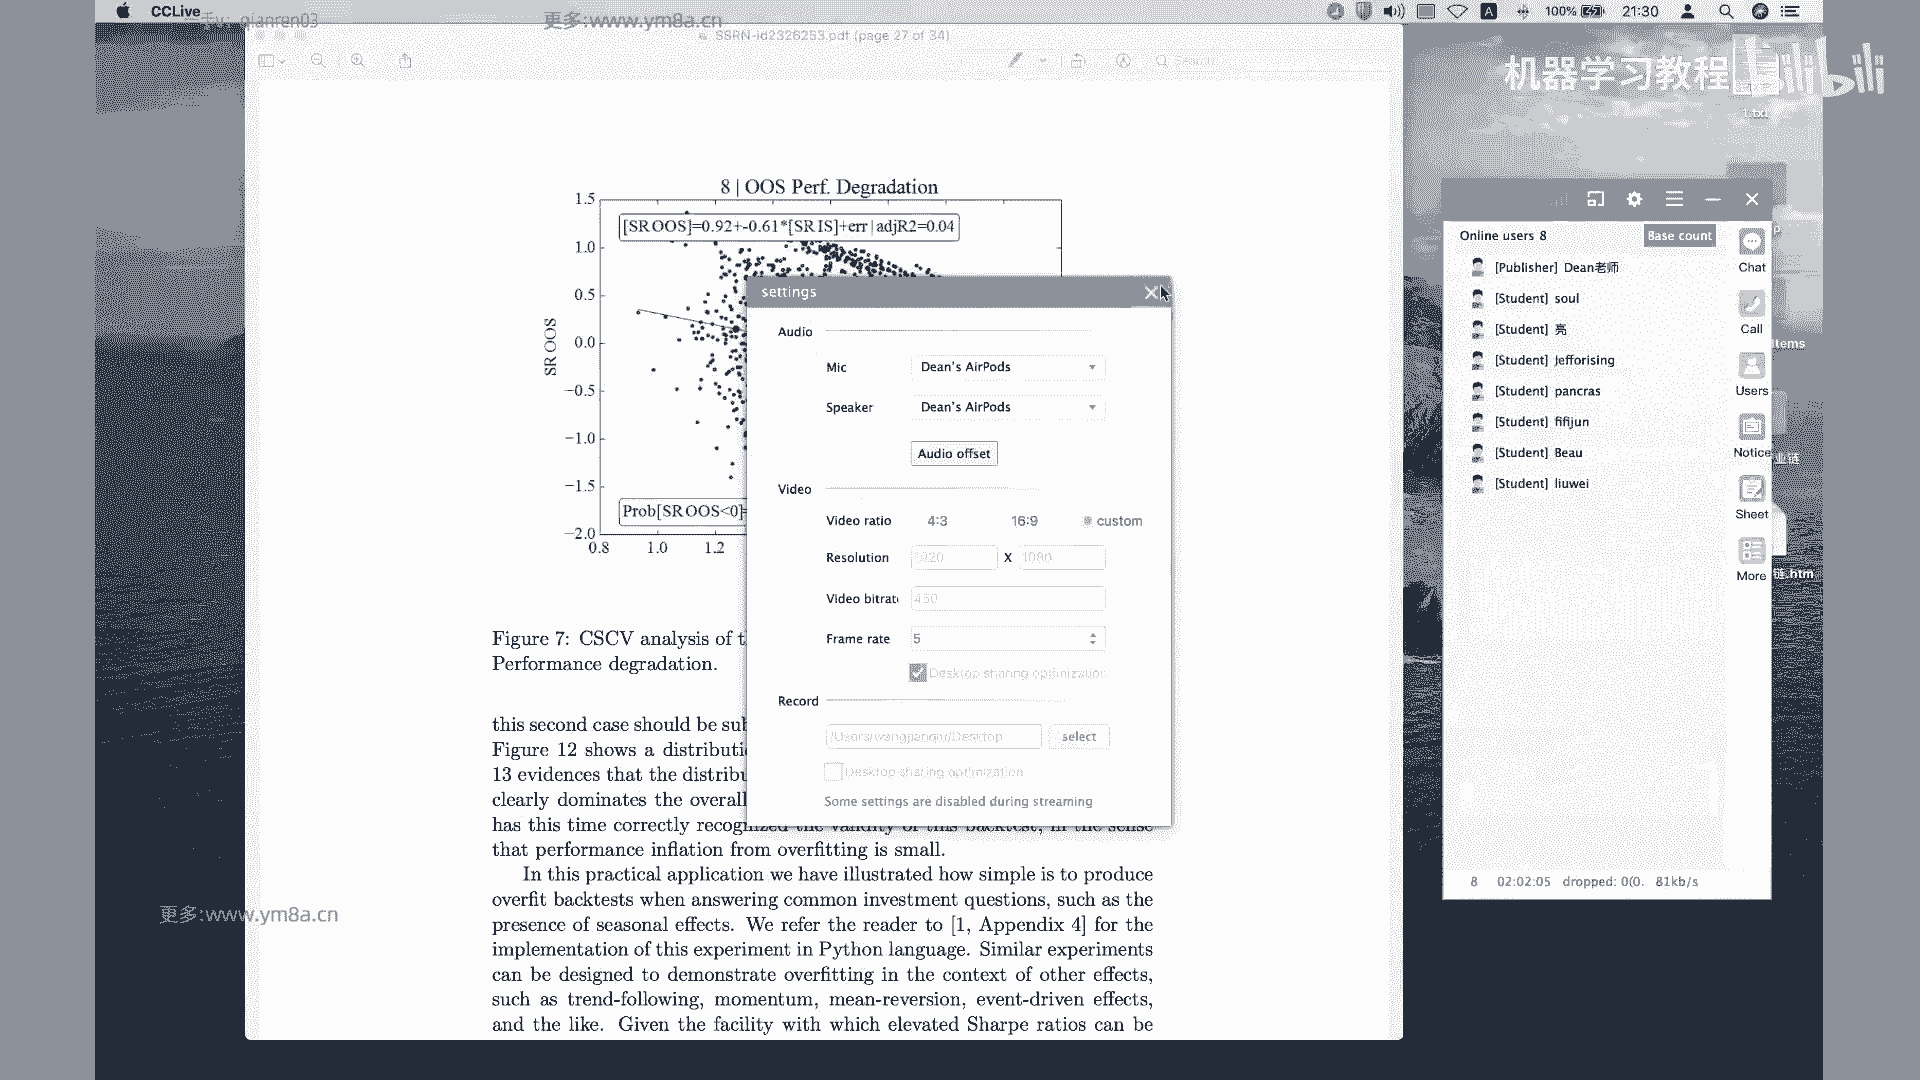 CCLive
100%
21:30
更多:www.ym8a.cn
SSRN-id2326253.pdf (page 27 of 34)
Search
机器学习教程
bilibili
1.txt
8 | OOS Perf. Degradation
[SR OOS]=0.92+-0.61*[SR IS]+err | adjR2=0.04
1.5
1.0
0.5
0.0
−0.5
−1.0
−1.5
−2.0
SR OOS
Prob[SR OOS<0]=
0.8 1.0 1.2
settings
Audio
Mic Dean's AirPods
Speaker Dean's AirPods
Audio offset
Video
Video ratio 4:3 16:9 custom
Resolution 1920 X 1080
Video bitrat 450
Frame rate 5
Desktop sharing optimization
Record
select
Desktop sharing optimization
Some settings are disabled during streaming
Figure 7: CSCV analysis of t
Performance degradation.
this second case should be sub
Figure 12 shows a distributi
13 evidences that the distribu
clearly dominates the overall
has this time correctly recognized the validity of this backtest, in the sense
that performance inflation from overfitting is small.
In this practical application we have illustrated how simple is to produce
overfit backtests when answering common investment questions, such as the
presence of seasonal effects. We refer the reader to [1, Appendix 4] for the
implementation of this experiment in Python language. Similar experiments
can be designed to demonstrate overfitting in the context of other effects,
such as trend-following, momentum, mean-reversion, event-driven effects,
and the like. Given the facility with which elevated Sharpe ratios can be
更多:www.ym8a.cn
Online users 8
Base count
[Publisher] Dean老师
[Student] soul
[Student] 亮
[Student] Jefforising
[Student] pancras
[Student] fifijun
[Student] Beau
[Student] liuwei
Chat
Call
Users
Notice
Sheet
More
items
业链
链.htm
8 02:02:05 dropped: 0(0. 81kb/s